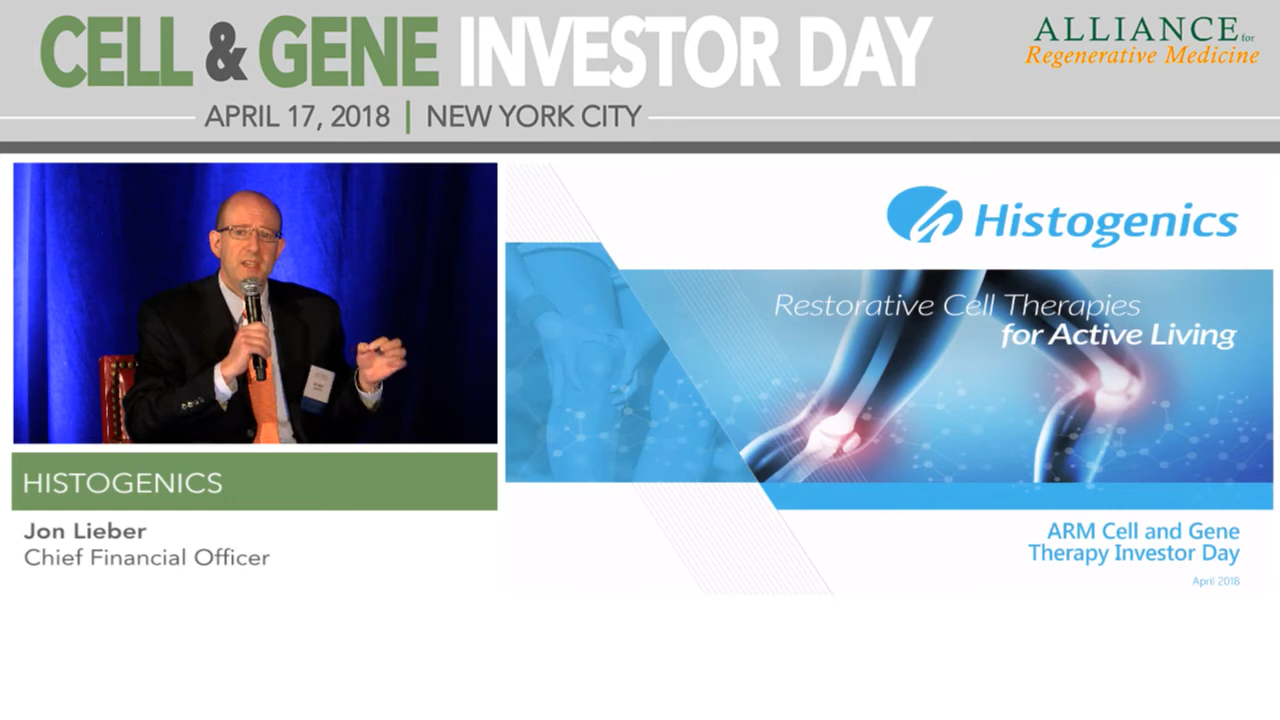 CELL & GENE INVESTOR DAY
APRIL 17, 2018 | NEW YORK CITY
ALLIANCE for
Regenerative Medicine
Histogenics
Restorative Cell Therapies
for Active Living
HISTOGENICS
Jon Lieber
Chief Financial Officer
ARM Cell and Gene
Therapy Investor Day
April 2018